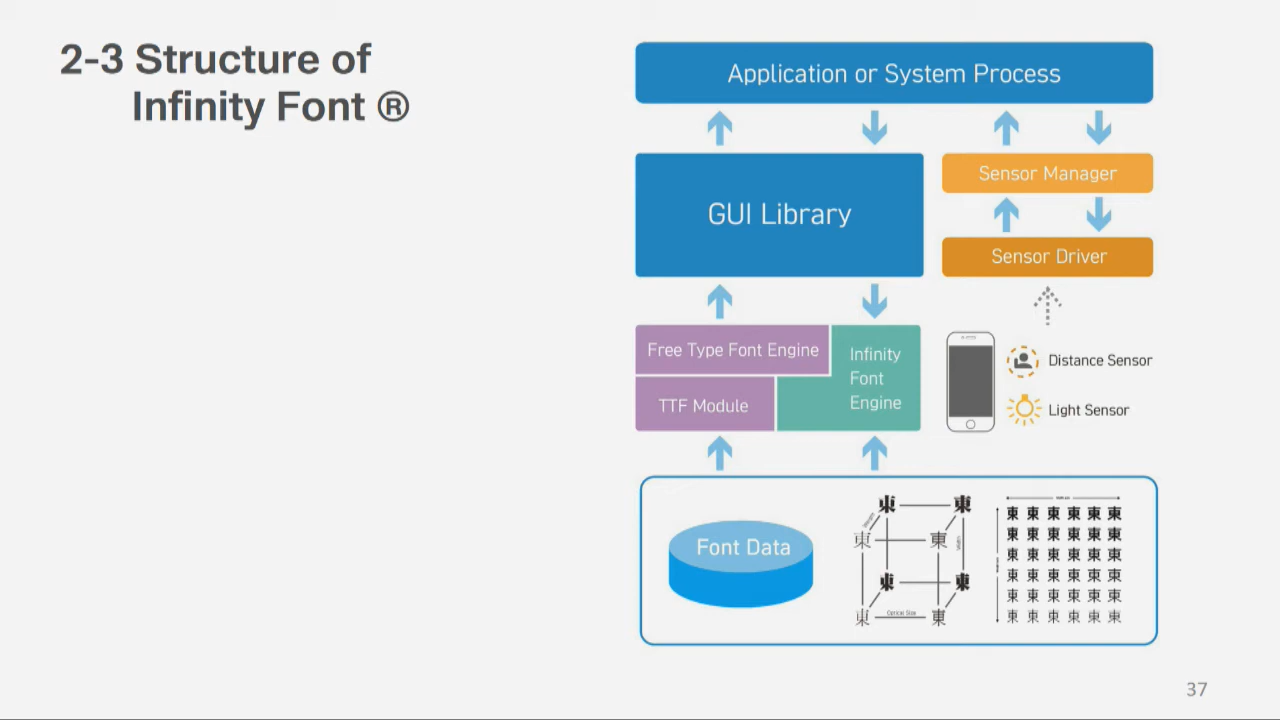 2-3 Structure of
Infinity Font ®
Application or System Process
GUI Library
Sensor Manager
Sensor Driver
Free Type Font Engine
TTF Module
Infinity
Font
Engine
Distance Sensor
Light Sensor
Font Data
東 東
東 東
東 東
東 Optical Size 東
東 東 東 東 東 東
東 東 東 東 東 東
東 東 東 東 東 東
東 東 東 東 東 東
東 東 東 東 東 東
東 東 東 東 東 東
37